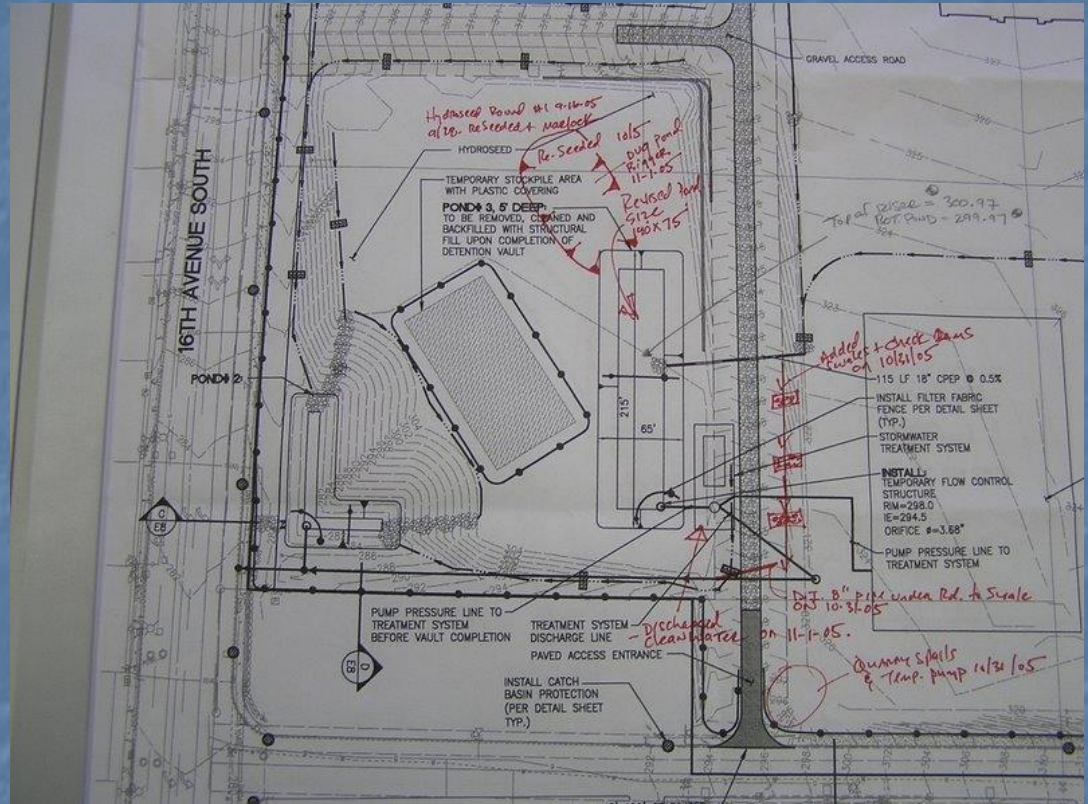 GRAVEL ACCESS ROAD
16TH AVENUE SOUTH
Hydroseed Round #1 9-16-05
9/28. ReSeeded + Marlock
HYDROSEED
Re-Seeded 10/5
Dug Pond
Bigger
11-1-05
Revised Pond
Size
190 x 75
TEMPORARY STOCKPILE AREA
WITH PLASTIC COVERING
POND# 3, 5' DEEP:
TO BE REMOVED, CLEANED AND
BACKFILLED WITH STRUCTURAL
FILL UPON COMPLETION OF
DETENTION VAULT
Top of riser = 300.97
BOT POND - 299.97
POND# 2
215'
65'
Added
swales + Check Dams
on 10/21/05
115 LF 18" CPEP @ 0.5%
INSTALL FILTER FABRIC
FENCE PER DETAIL SHEET
(TYP.)
STORMWATER
TREATMENT SYSTEM
INSTALL:
TEMPORARY FLOW CONTROL
STRUCTURE
RIM=298.0
IE=294.5
ORIFICE ø=3.68"
PUMP PRESSURE LINE TO
TREATMENT SYSTEM
C
E8
D
E8
PUMP PRESSURE LINE TO
TREATMENT SYSTEM
BEFORE VAULT COMPLETION
TREATMENT SYSTEM
DISCHARGE LINE
8" pipe under Rd. to Swale
ON 10-31-05
- Discharged
clean water on 11-1-05.
PAVED ACCESS ENTRANCE
Quarry Spalls
& Temp. pump 10/31/05
INSTALL CATCH
BASIN PROTECTION
(PER DETAIL SHEET
TYP.)